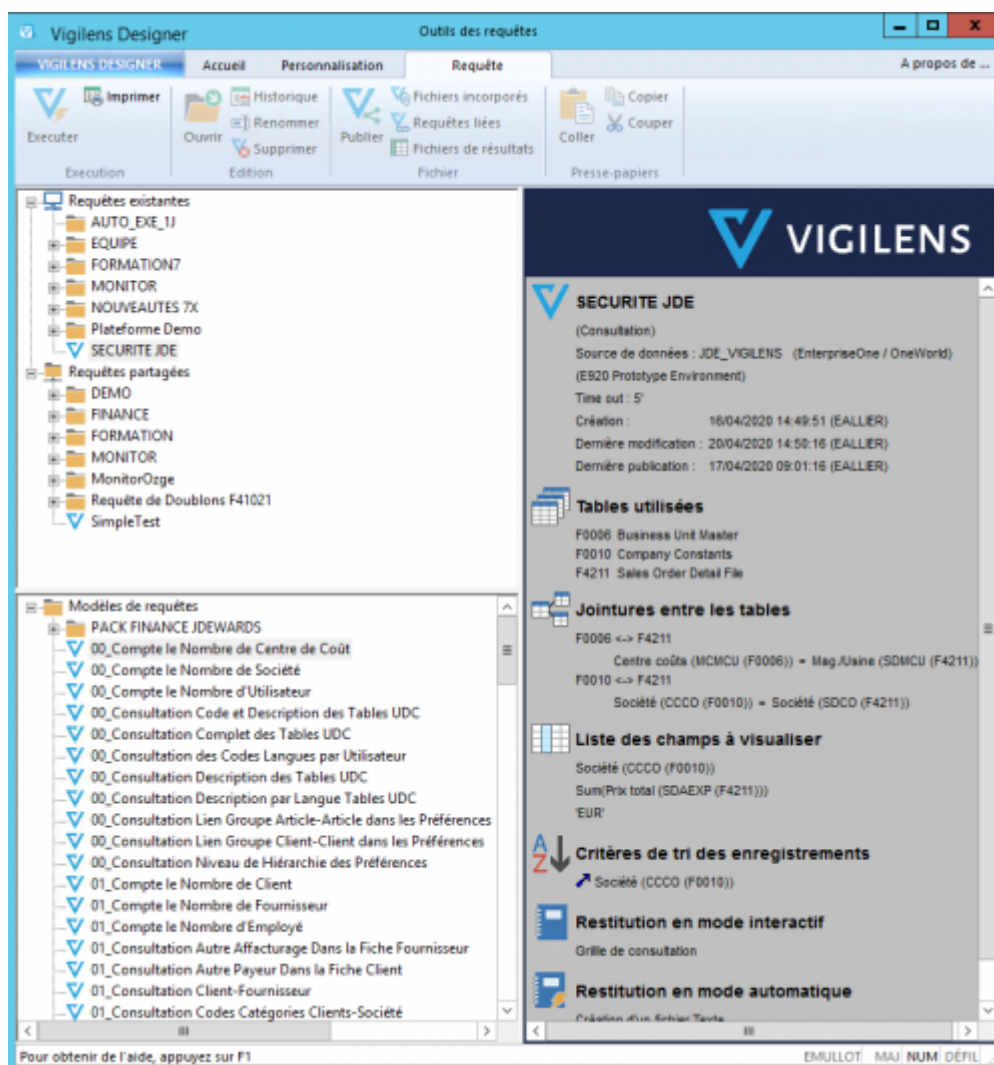 Vigilens Designer
Outils des requêtes
VIGILENS DESIGNER
Accueil
Personnalisation
Requête
A propos de ...
Executer
Imprimer
Execution
Ouvrir
Historique
Renommer
Supprimer
Edition
Publier
Fichiers incorporés
Requêtes liées
Fichiers de résultats
Fichier
Coller
Copier
Couper
Presse-papiers
Requêtes existantes
AUTO_EXE_1J
EQUIPE
FORMATION7
MONITOR
NOUVEAUTES 7X
Plateforme Demo
SECURITE JDE
Requêtes partagées
DEMO
FINANCE
FORMATION
MONITOR
MonitorOzge
Requête de Doublons F41021
SimpleTest
Modèles de requêtes
PACK FINANCE JDEWARDS
00_Compte le Nombre de Centre de Coût
00_Compte le Nombre de Société
00_Compte le Nombre d'Utilisateur
00_Consultation Code et Description des Tables UDC
00_Consultation Complet des Tables UDC
00_Consultation des Codes Langues par Utilisateur
00_Consultation Description des Tables UDC
00_Consultation Description par Langue Tables UDC
00_Consultation Lien Groupe Article-Article dans les Préférences
00_Consultation Lien Groupe Client-Client dans les Préférences
00_Consultation Niveau de Hiérarchie des Préférences
01_Compte le Nombre de Client
01_Compte le Nombre de Fournisseur
01_Compte le Nombre d'Employé
01_Consultation Autre Affacturage Dans la Fiche Fournisseur
01_Consultation Autre Payeur Dans la Fiche Client
01_Consultation Client-Fournisseur
01_Consultation Codes Catégories Clients-Société
VIGILENS
SECURITE JDE
(Consultation)
Source de données : JDE_VIGILENS (EnterpriseOne / OneWorld)
(E920 Prototype Environment)
Time out : 5'
Création : 16/04/2020 14:49:51 (EALLIER)
Dernière modification : 20/04/2020 14:50:16 (EALLIER)
Dernière publication : 17/04/2020 09:01:16 (EALLIER)
Tables utilisées
F0006 Business Unit Master
F0010 Company Constants
F4211 Sales Order Detail File
Jointures entre les tables
F0006 <-> F4211
Centre coûts (MCMCU (F0006)) = Mag./Usine (SDMCU (F4211))
F0010 <-> F4211
Société (CCCO (F0010)) = Société (SDCO (F4211))
Liste des champs à visualiser
Société (CCCO (F0010))
Sum(Prix total (SDAEXP (F4211)))
'EUR'
Critères de tri des enregistrements
Société (CCCO (F0010))
Restitution en mode interactif
Grille de consultation
Restitution en mode automatique
Création d'un fichier Texte
Pour obtenir de l'aide, appuyez sur F1
EMULLOT MAJ NUM DÉFIL